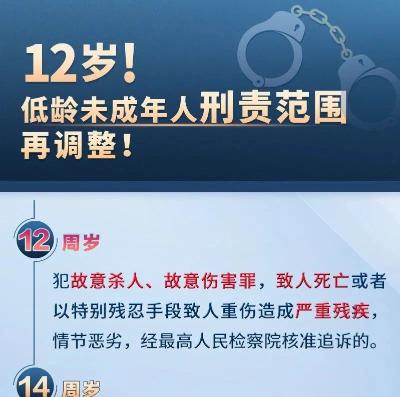 12岁！
低龄未成年人刑责范围
再调整！
12 周岁
犯故意杀人、故意伤害罪，致人死亡或者
以特别残忍手段致人重伤造成严重残疾，
情节恶劣，经最高人民检察院核准追诉的。
14 周岁